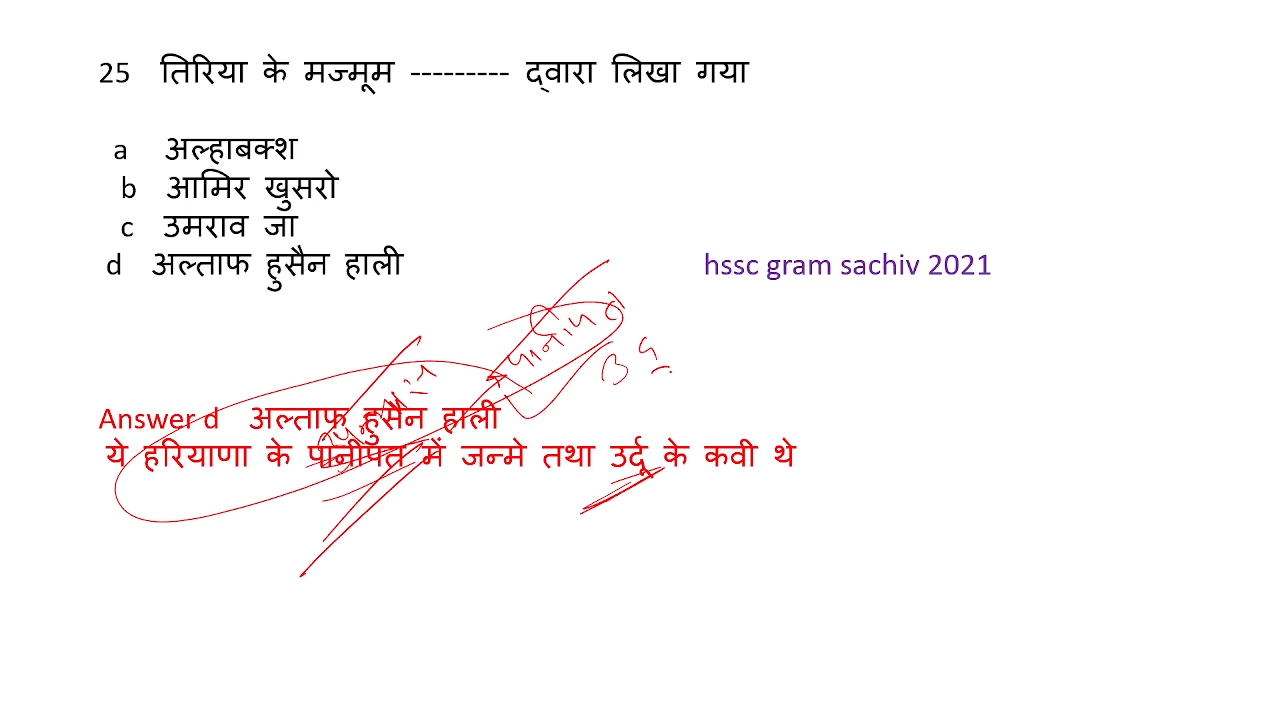 25 तिरिया के मज्मूम --------- द्वारा लिखा गया
a अल्हाबक्श
b आमिर खुसरो
c उमराव जा
d अल्ताफ हुसैन हाली
hssc gram sachiv 2021
पानीपत
Answer d अल्ताफ हुसैन हाली
ये हरियाणा के पानीपत में जन्मे तथा उर्दू के कवी थे